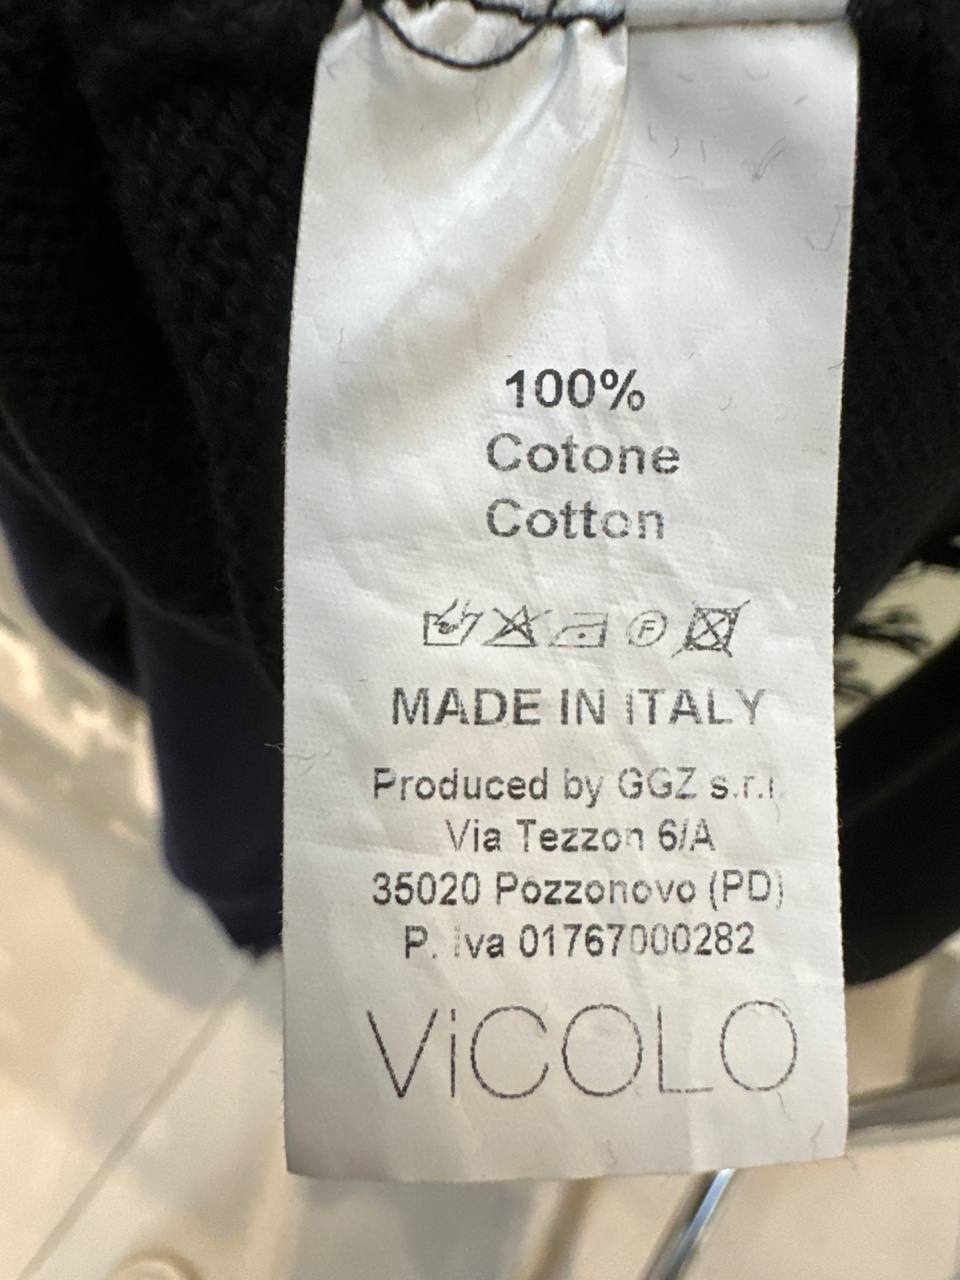 100%
Cotone
Cotton
F
MADE IN ITALY
Produced by GGZ s.r.l.
Via Tezzon 6/A
35020 Pozzonovo (PD)
P. Iva 01767000282
ViCOLO